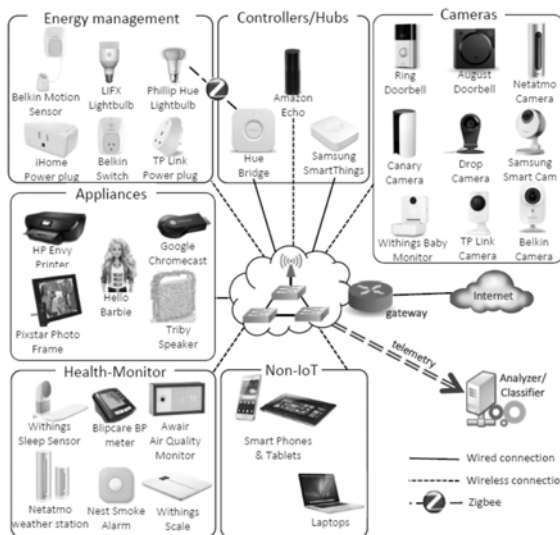 Energy management
Belkin Motion
Sensor
LIFX
Lightbulb
Phillip Hue
Lightbulb
iHome
Power plug
Belkin
Switch
TP Link
Power plug
Controllers/Hubs
Amazon
Echo
Hue
Bridge
Samsung
SmartThings
Cameras
Ring
Doorbell
August
Doorbell
Netatmo
Camera
Canary
Camera
Drop
Camera
Samsung
Smart Cam
Withings Baby
Monitor
TP Link
Camera
Belkin
Camera
Appliances
HP Envy
Printer
Google
Chromecast
Hello
Barbie
Pixstar Photo
Frame
Triby
Speaker
gateway
Internet
telemetry
Analyzer/
Classifier
Health-Monitor
Withings
Sleep Sensor
Blipcare BP
meter
Awair
Air Quality
Monitor
Netatmo
weather station
Nest Smoke
Alarm
Withings
Scale
Non-IoT
Smart Phones
& Tablets
Laptops
Wired connection
Wireless connectio
Zigbee